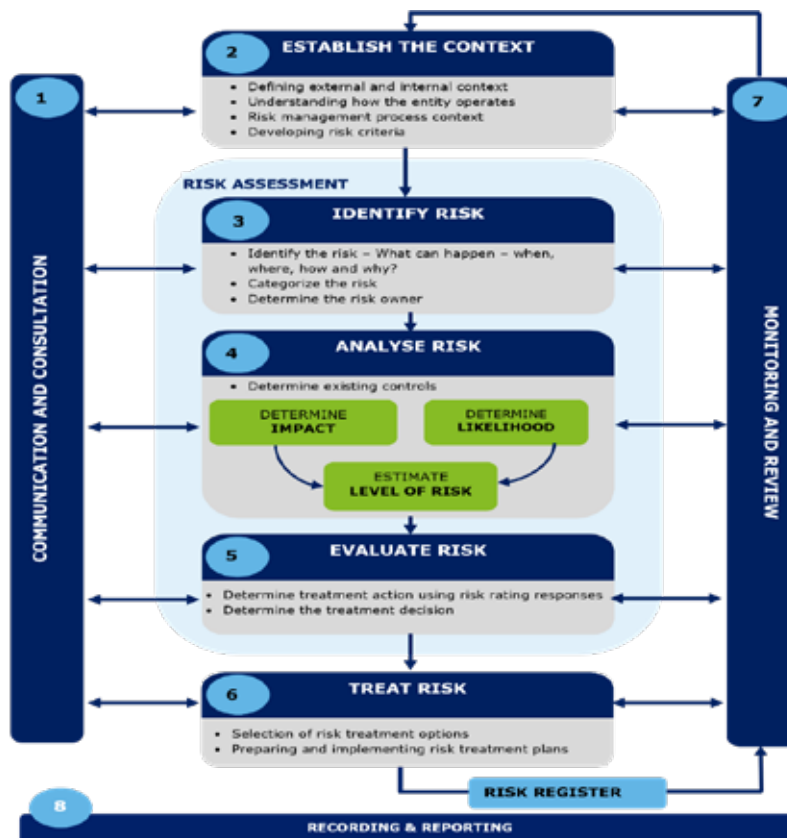 2
ESTABLISH THE CONTEXT
• Defining external and internal context
• Understanding how the entity operates
• Risk management process context
• Developing risk criteria
1
COMMUNICATION AND CONSULTATION
7
MONITORING AND REVIEW
RISK ASSESSMENT
3
IDENTIFY RISK
• Identify the risk – What can happen – when,
where, how and why?
• Categorize the risk
• Determine the risk owner
4
ANALYSE RISK
• Determine existing controls
DETERMINE
IMPACT
DETERMINE
LIKELIHOOD
ESTIMATE
LEVEL OF RISK
5
EVALUATE RISK
• Determine treatment action using risk rating responses
• Determine the treatment decision
6
TREAT RISK
• Selection of risk treatment options
• Preparing and implementing risk treatment plans
RISK REGISTER
8
RECORDING & REPORTING